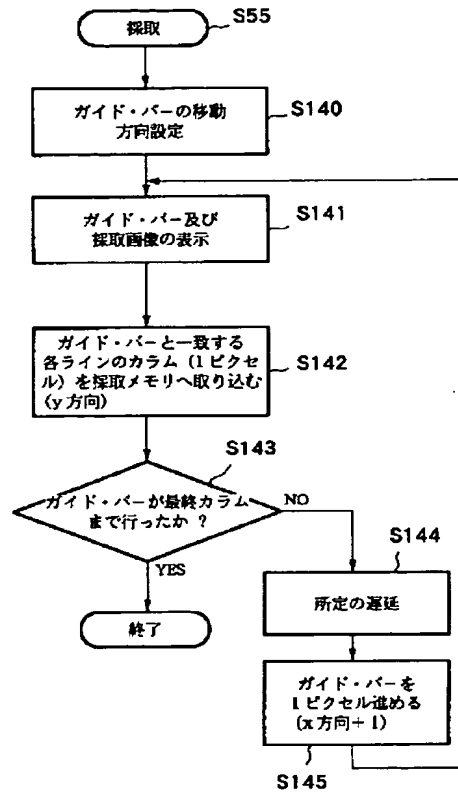 採取
S55
ガイド・バーの移動
方向設定
S140
ガイド・バー及び
採取画像の表示
S141
ガイド・バーと一致する
各ラインのカラム(1ピクセ
ル)を採取メモリへ取り込む
(y方向)
S142
S143
ガイド・バーが最終カラム
まで行ったか ?
NO
YES
終了
S144
所定の遅延
ガイド・バーを
1ピクセル進める
(x方向+1)
S145